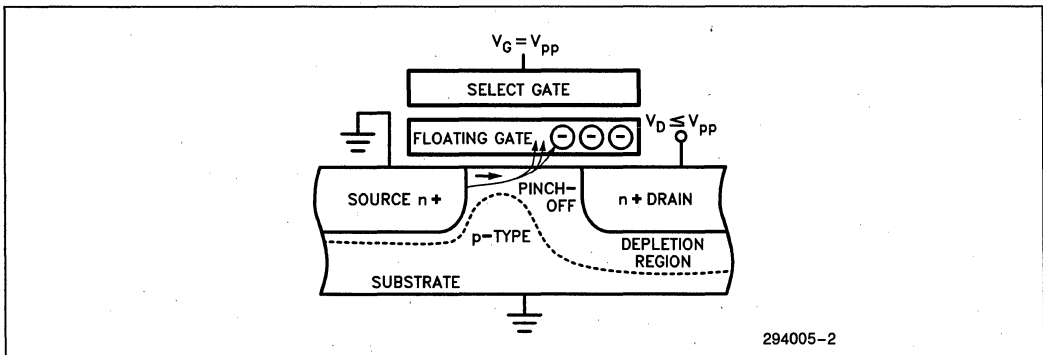 V_G = V_pp
SELECT GATE
FLOATING GATE
V_D ≤ V_pp
SOURCE n+
PINCH-
OFF
n+ DRAIN
p-TYPE
DEPLETION
REGION
SUBSTRATE
294005-2